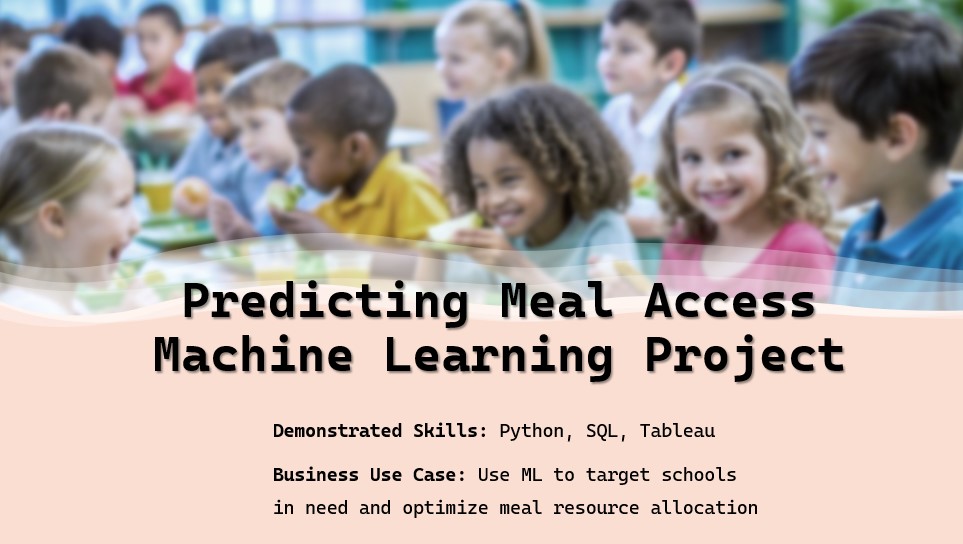 Predicting Meal Access
Machine Learning Project
Demonstrated Skills: Python, SQL, Tableau
Business Use Case: Use ML to target schools
in need and optimize meal resource allocation